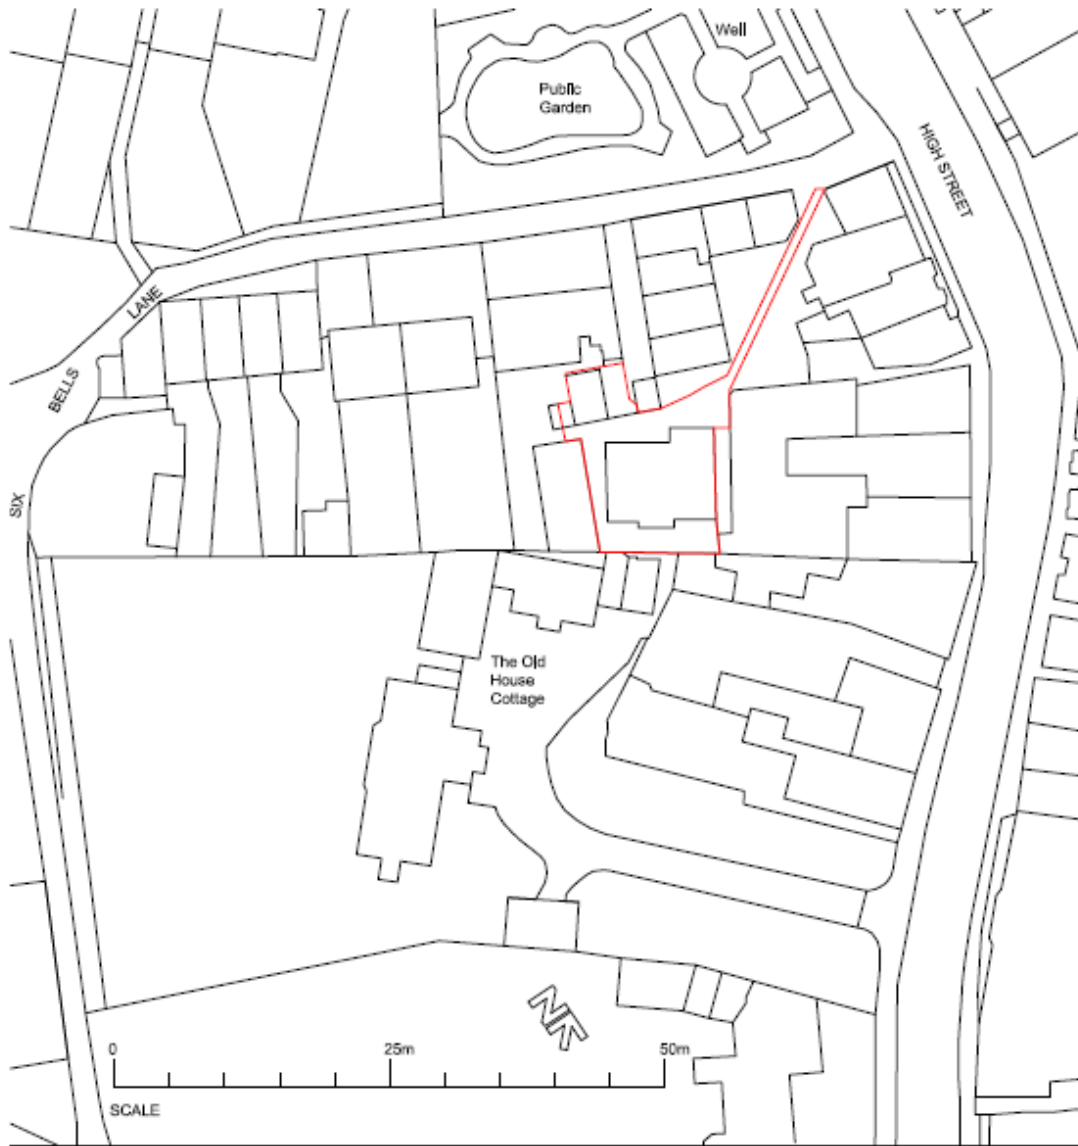 Well
Public
Garden
HIGH STREET
LANE
BELLS
SIX
The Old
House
Cottage
N
0 25m 50m
SCALE